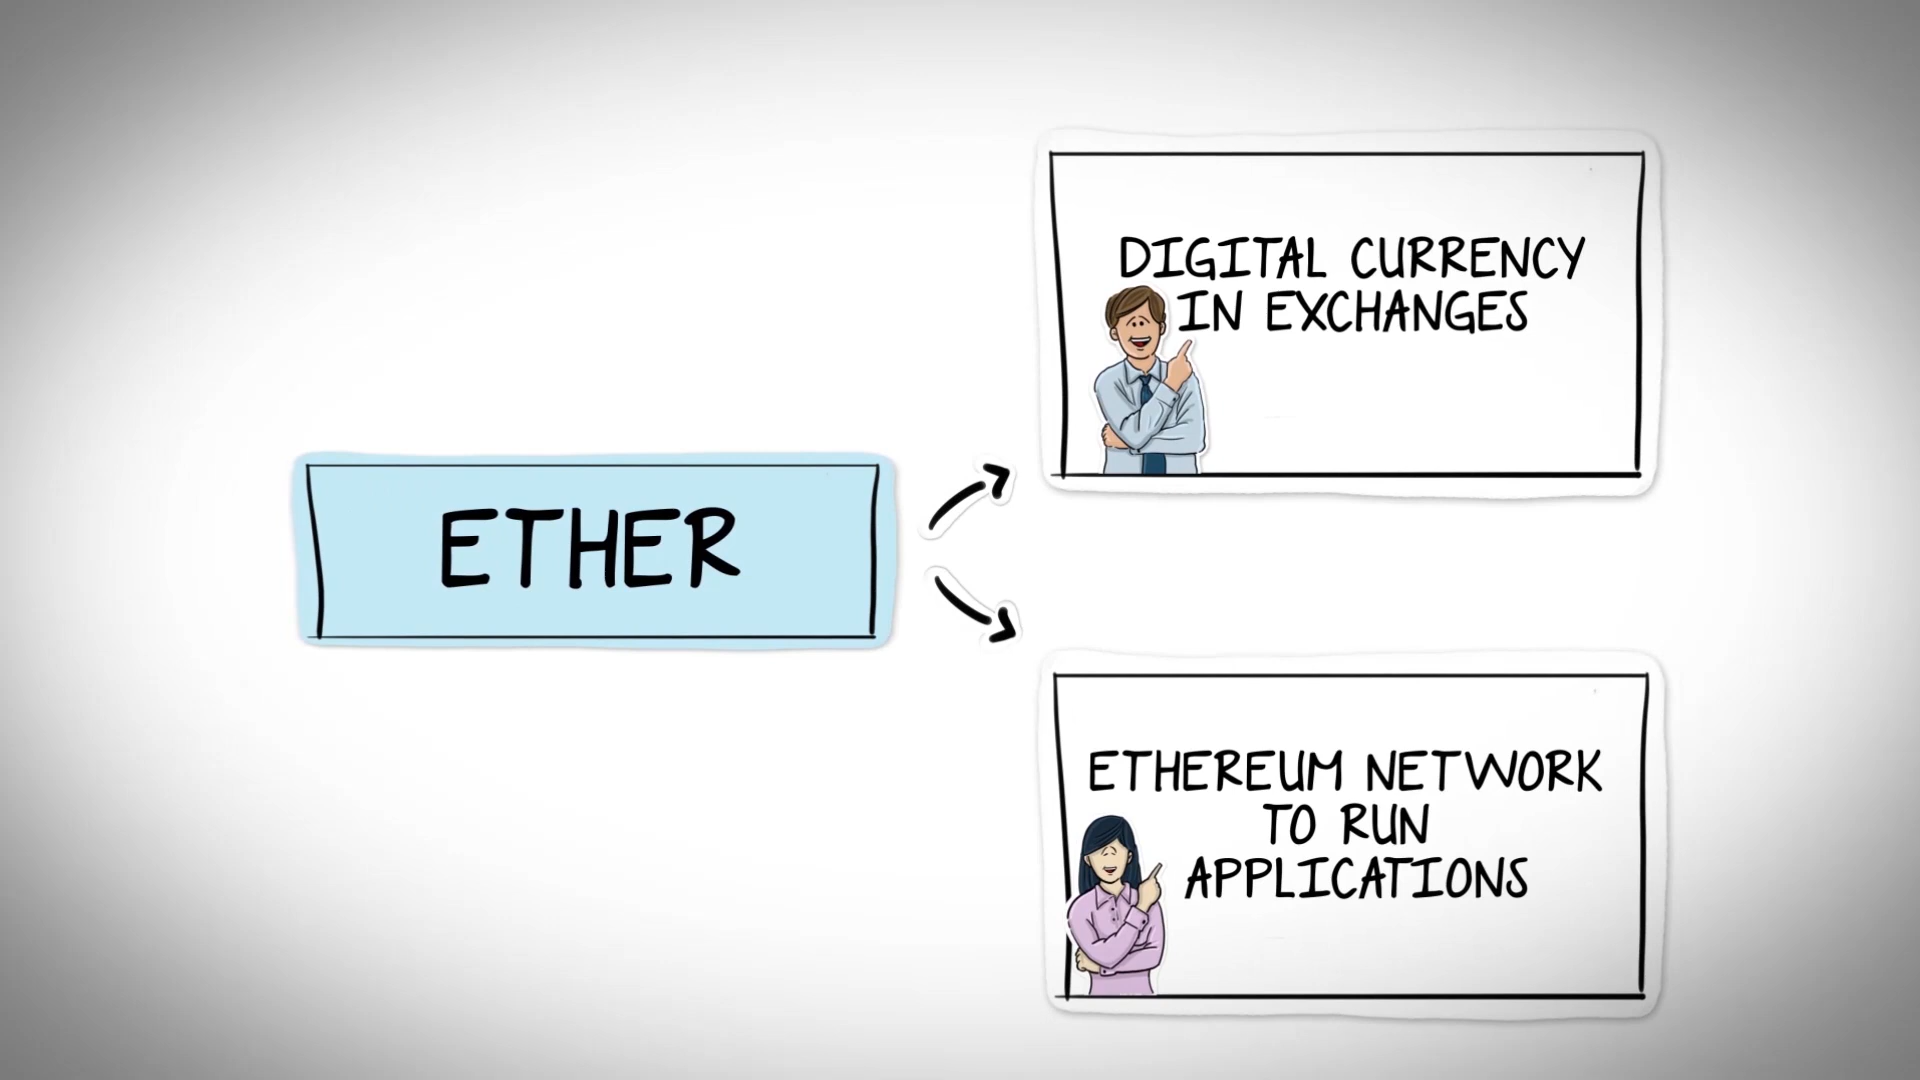 ETHER
DIGITAL CURRENCY
IN EXCHANGES
ETHEREUM NETWORK
TO RUN
APPLICATIONS